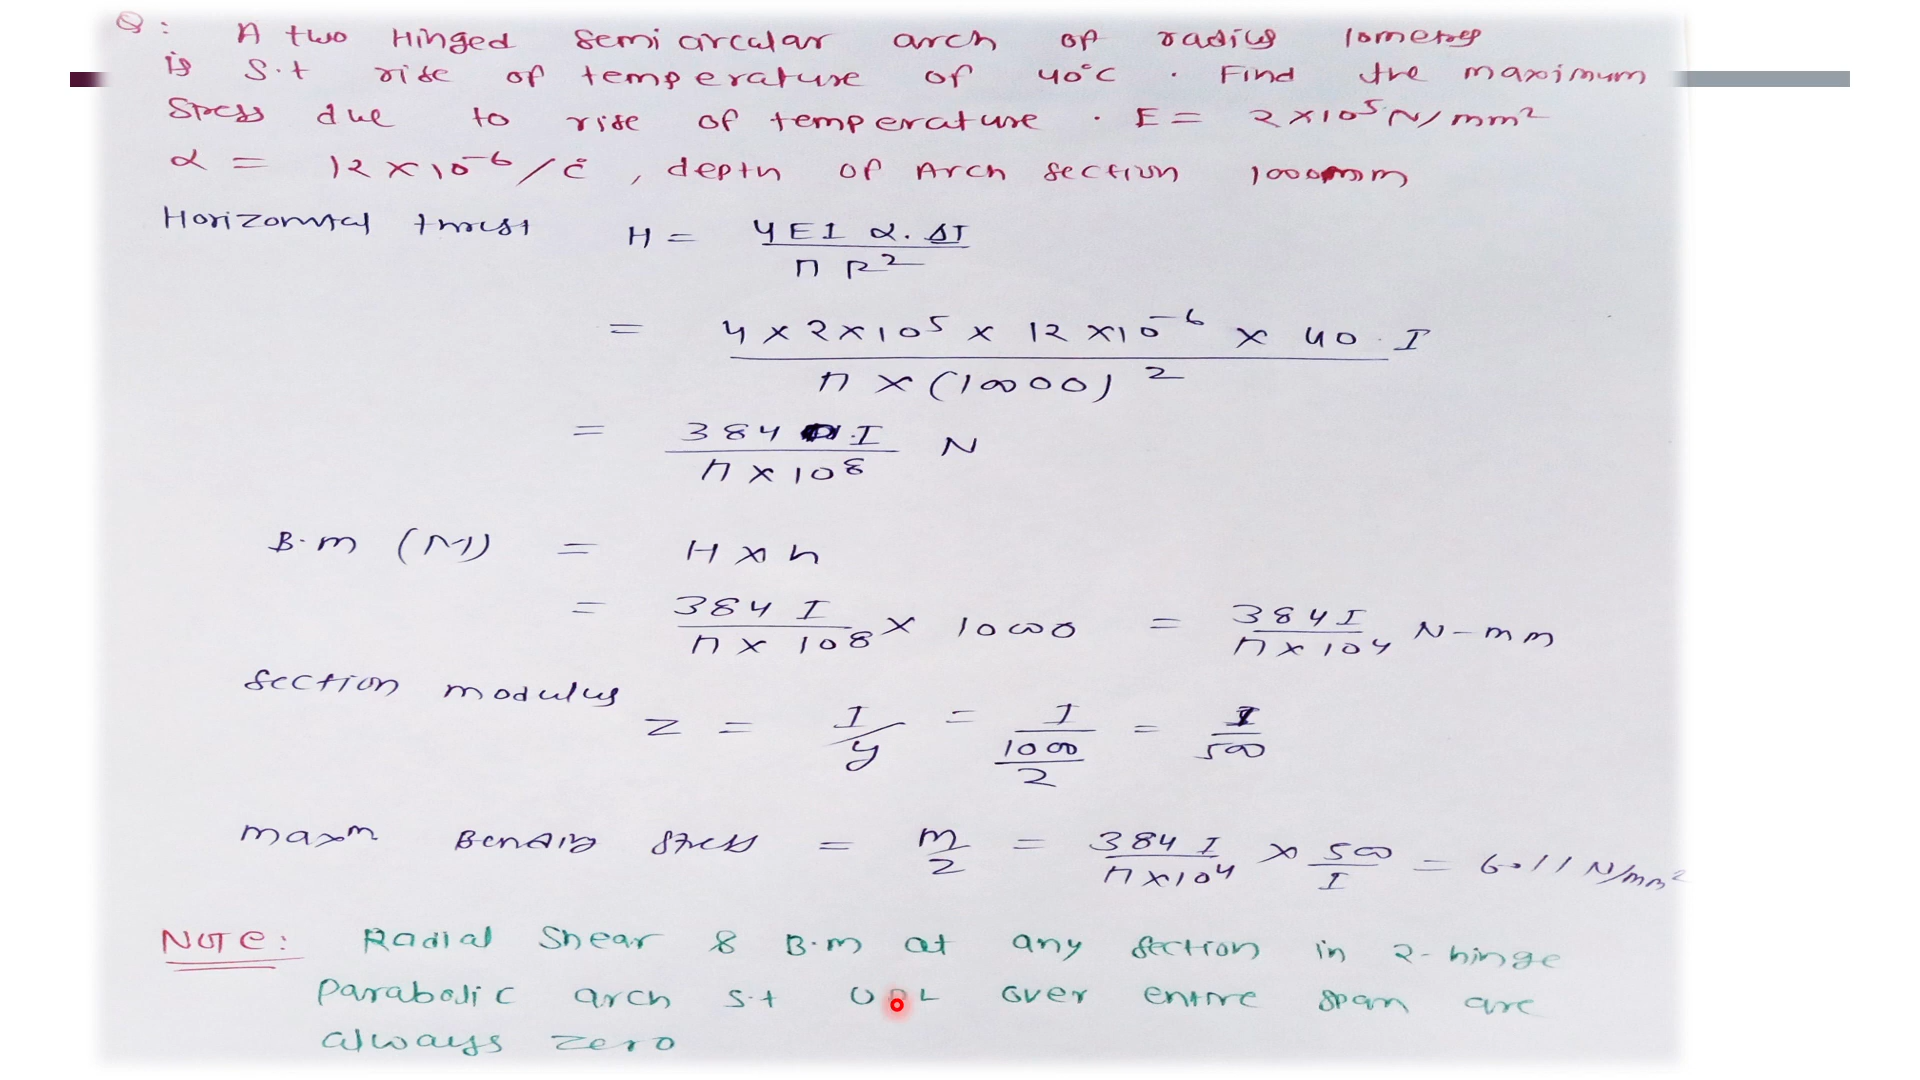 Q: A two Hinged semi circular arch of radius 10meters
is S.t rise of temperature of 40°C. Find the maximum
Stress due to rise of temperature. E = 2×10⁵ N/mm²
α = 12×10⁻⁶/°C, depth of Arch section 1000mm
Horizontal thrust H = 4EI α.ΔT / π R²
= 4×2×10⁵×12×10⁻⁶×40.I / π×(10000)²
= 384.I / π×10⁸ N
B.m (M) = H×h
= 384 I / π×10⁸ × 10000 = 384 I / π×10⁴ N-mm
Section modulus
Z = I/y = I / (1000/2) = I/500
maxm Bending stress = M/Z = 384 I / π×10⁴ × 500/I = 6.11 N/mm²
NOTE: Radial Shear & B.m at any section in 2-hinge
parabolic arch s.t UDL over entire span are
always zero